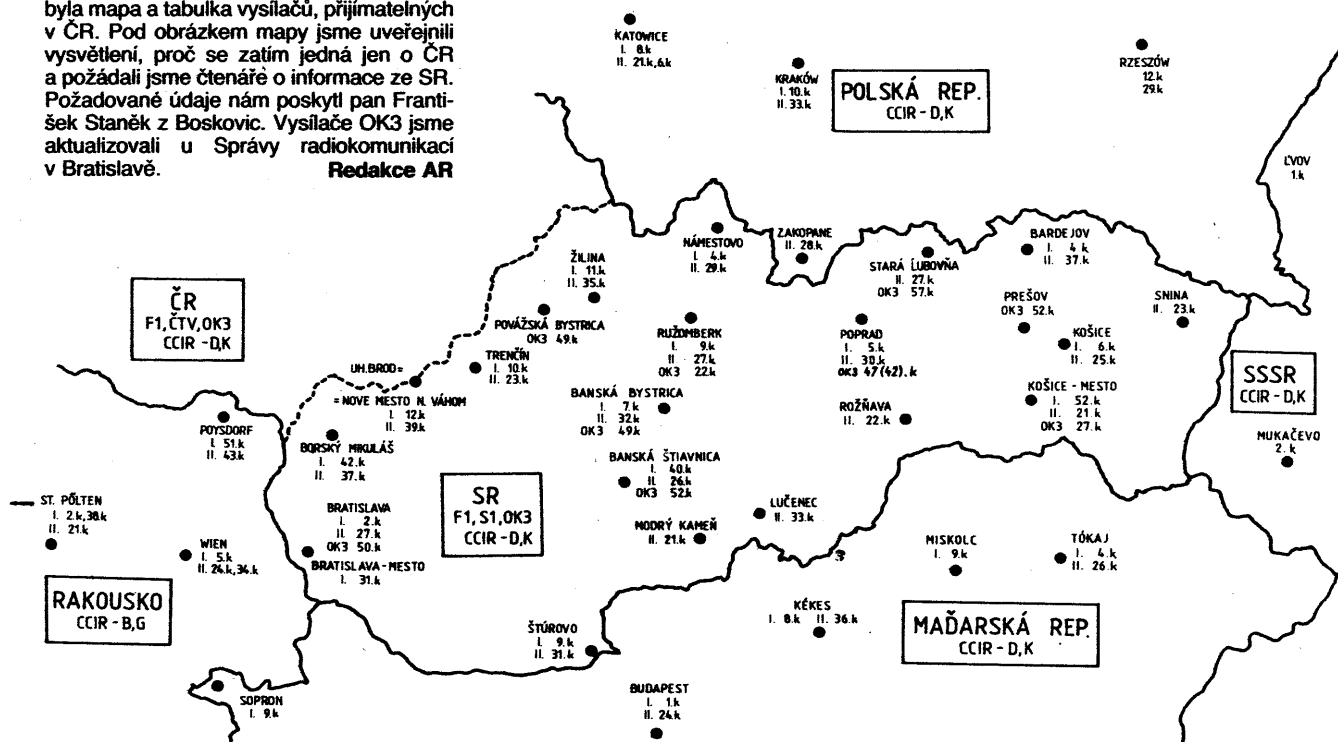 byla mapa a tabulka vysílačů, přijímatelných
v ČR. Pod obrázkem mapy jsme uveřejnili
vysvětlení, proč se zatím jedná jen o ČR
a požádali jsme čtenáře o informace ze SR.
Požadované údaje nám poskytl pan Franti-
šek Staněk z Boskovic. Vysílače OK3 jsme
aktualizovali u Správy radiokomunikací
v Bratislavě. Redakce AR
KATOWICE
I. 8.k
II. 21.k,6.k
KRAKÓW
I. 10.k
II. 33.k
POLSKÁ REP.
CCIR - D,K
RZESZÓW
12.k
29.k
ĽVOV
1.k
NÁMESTOVO
I. 4.k
II. 29.k
ZAKOPANE
II. 28.k
STARÁ ĽUBOVŇA
II. 27.k
OK3 57.k
BARDEJOV
I. 4 k
II. 37.k
ŽILINA
I. 11.k
II. 35.k
ČR
F1,ČTV,OK3
CCIR - D,K
POVÁŽSKÁ BYSTRICA
OK3 49.k
RUŽOMBERK
I. 9.k
II. 27.k
OK3 22.k
POPRAD
I. 5.k
II. 30.k
OK3 47(42).k
PREŠOV
OK3 52.k
KOŠICE
I. 6.k
II. 25.k
SNINA
II. 23.k
TRENČÍN
I. 10.k
II. 23.k
UH.BROD=
=NOVE MESTO N. VÁHOM
I. 12.k
II. 39.k
BANSKÁ BYSTRICA
I. 7.k
II. 32.k
OK3 49.k
ROŽŇAVA
II. 22.k
KOŠICE - MESTO
I. 52.k
II. 21 k
OK3 27.k
SSSR
CCIR - D,K
MUKAČEVO
2. k
POYSDORF
I. 51.k
II. 43.k
BORSKÝ MIKULÁŠ
I. 42.k
II. 37.k
BANSKÁ ŠTIAVNICA
I. 40.k
II. 26.k
OK3 52.k
SR
F1, S1,OK3
CCIR - D,K
ST. PÖLTEN
I. 2.k,38.k
II. 21.k
BRATISLAVA
I. 2.k
II. 27.k
OK3 50.k
BRATISLAVA-MESTO
I. 31.k
WIEN
I. 5.k
II. 24.k,34.k
LUČENEC
II. 33.k
MODRÝ KAMEŇ
II. 21.k
MISKOLC
I. 9.k
TÓKAJ
I. 4.k
II. 26.k
RAKOUSKO
CCIR - B,G
KÉKES
I. 8.k II. 36.k
MAĎARSKÁ REP.
CCIR - D,K
ŠTÚROVO
I. 9.k
II. 31.k
SOPRON
I. 9.k
BUDAPEST
I. 1.k
II. 24.k